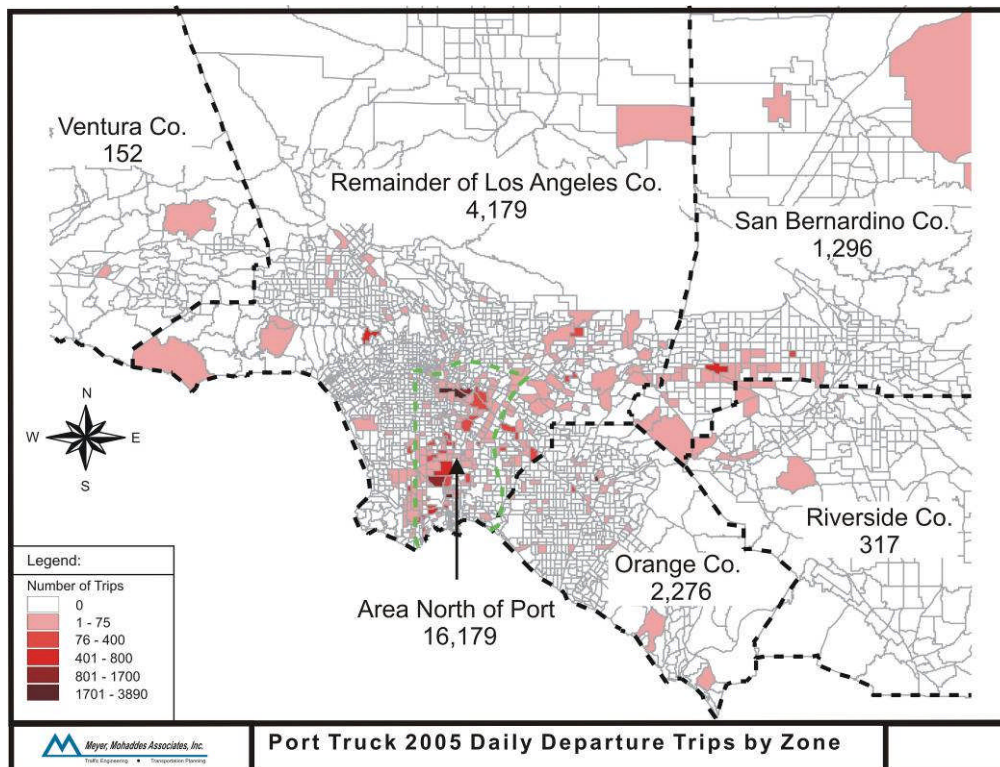 Ventura Co.
152
Remainder of Los Angeles Co.
4,179
San Bernardino Co.
1,296
N
W
E
S
Riverside Co.
317
Orange Co.
2,276
Area North of Port
16,179
Legend:
Number of Trips
0
1 - 75
76 - 400
401 - 800
801 - 1700
1701 - 3890
Meyer, Mohaddes Associates, Inc.
Traffic Engineering • Transportation Planning
Port Truck 2005 Daily Departure Trips by Zone